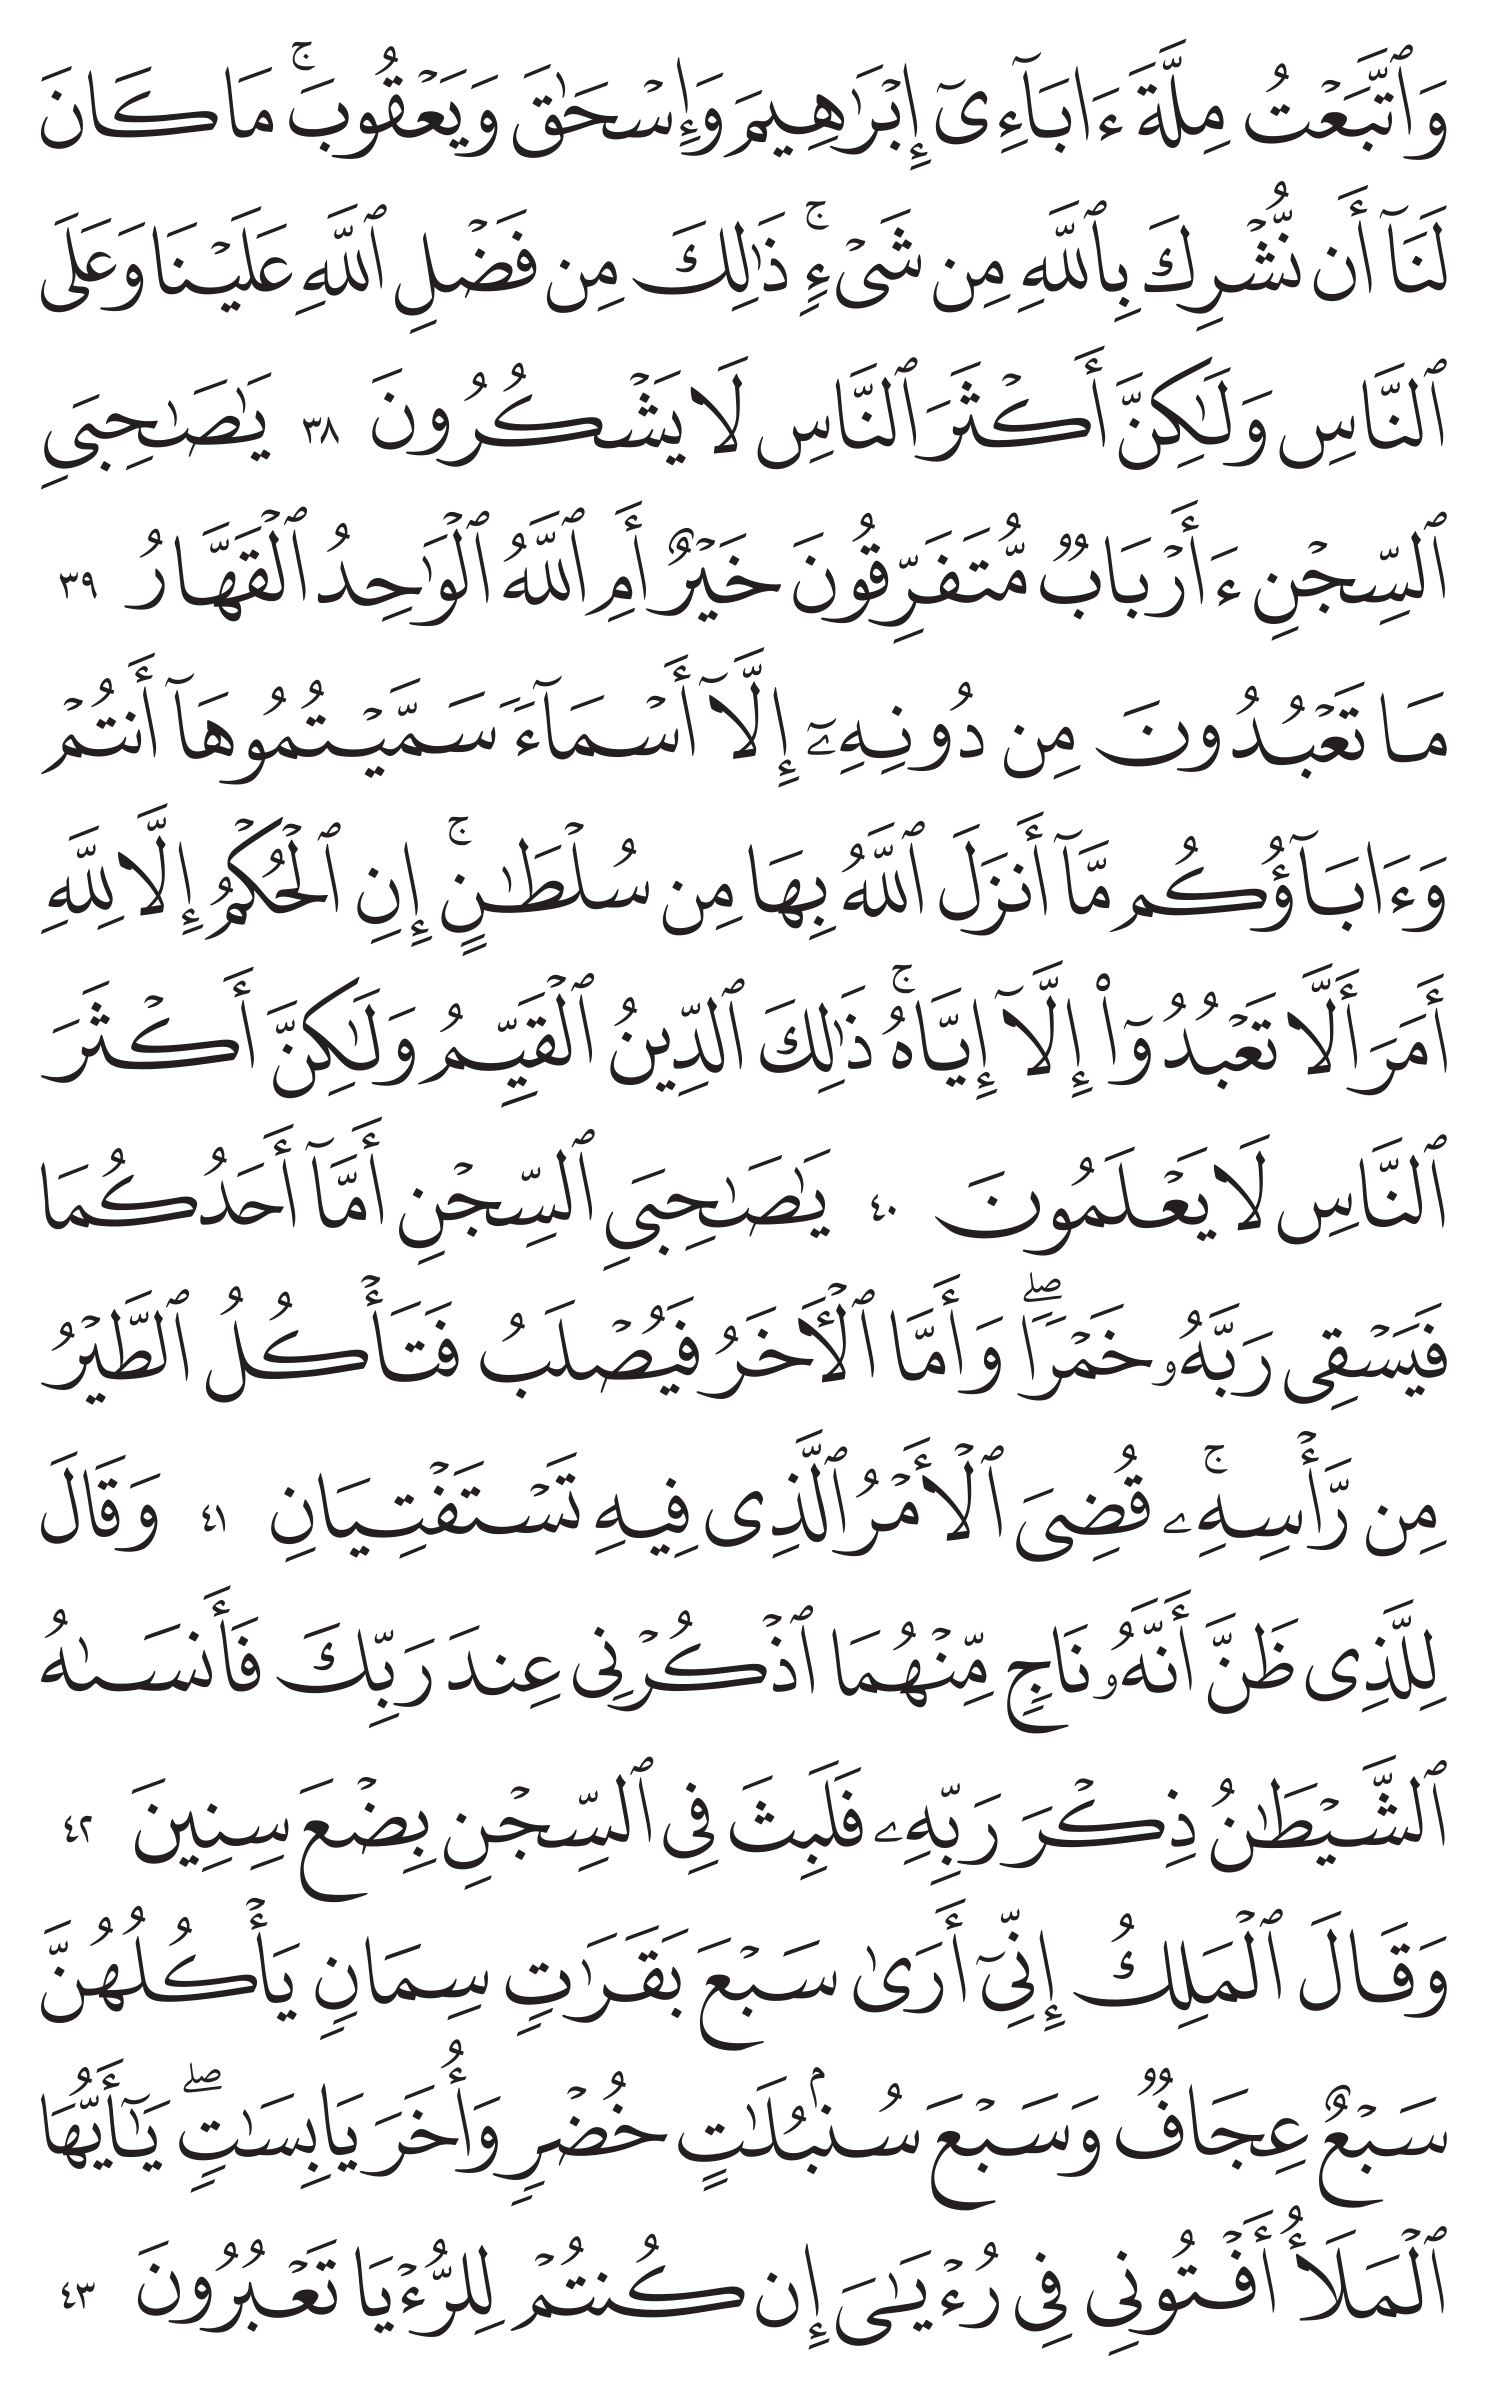 وَٱتَّبَعۡتُ مِلَّةَ ءَابَآءِيٓ إِبۡرَٰهِيمَ وَإِسۡحَٰقَ وَيَعۡقُوبَۚ مَا كَانَ
لَنَآ أَن نُّشۡرِكَ بِٱللَّهِ مِن شَيۡءٖۚ ذَٰلِكَ مِن فَضۡلِ ٱللَّهِ عَلَيۡنَا وَعَلَى
ٱلنَّاسِ وَلَٰكِنَّ أَكۡثَرَ ٱلنَّاسِ لَا يَشۡكُرُونَ ٣٨ يَٰصَٰحِبَيِ
ٱلسِّجۡنِ ءَأَرۡبَابٞ مُّتَفَرِّقُونَ خَيۡرٌ أَمِ ٱللَّهُ ٱلۡوَٰحِدُ ٱلۡقَهَّارُ ٣٩
مَا تَعۡبُدُونَ مِن دُونِهِۦٓ إِلَّآ أَسۡمَآءٗ سَمَّيۡتُمُوهَآ أَنتُمۡ
وَءَابَآؤُكُم مَّآ أَنزَلَ ٱللَّهُ بِهَا مِن سُلۡطَٰنٍۚ إِنِ ٱلۡحُكۡمُ إِلَّا لِلَّهِ
أَمَرَ أَلَّا تَعۡبُدُوٓاْ إِلَّآ إِيَّاهُۚ ذَٰلِكَ ٱلدِّينُ ٱلۡقَيِّمُ وَلَٰكِنَّ أَكۡثَرَ
ٱلنَّاسِ لَا يَعۡلَمُونَ ٤٠ يَٰصَٰحِبَيِ ٱلسِّجۡنِ أَمَّآ أَحَدُكُمَا
فَيَسۡقِي رَبَّهُۥ خَمۡرٗاۖ وَأَمَّا ٱلۡأٓخَرُ فَيُصۡلَبُ فَتَأۡكُلُ ٱلطَّيۡرُ
مِن رَّأۡسِهِۦۚ قُضِيَ ٱلۡأَمۡرُ ٱلَّذِي فِيهِ تَسۡتَفۡتِيَانِ ٤١ وَقَالَ
لِلَّذِي ظَنَّ أَنَّهُۥ نَاجٖ مِّنۡهُمَا ٱذۡكُرۡنِي عِندَ رَبِّكَ فَأَنسَىٰهُ
ٱلشَّيۡطَٰنُ ذِكۡرَ رَبِّهِۦ فَلَبِثَ فِي ٱلسِّجۡنِ بِضۡعَ سِنِينَ ٤٢
وَقَالَ ٱلۡمَلِكُ إِنِّيٓ أَرَىٰ سَبۡعَ بَقَرَٰتٖ سِمَانٖ يَأۡكُلُهُنَّ
سَبۡعٌ عِجَافٞ وَسَبۡعَ سُنۢبُلَٰتٍ خُضۡرٖ وَأُخَرَ يَابِسَٰتٖۖ يَٰٓأَيُّهَا
ٱلۡمَلَأُ أَفۡتُونِي فِي رُءۡيَٰيَ إِن كُنتُمۡ لِلرُّءۡيَا تَعۡبُرُونَ ٤٣